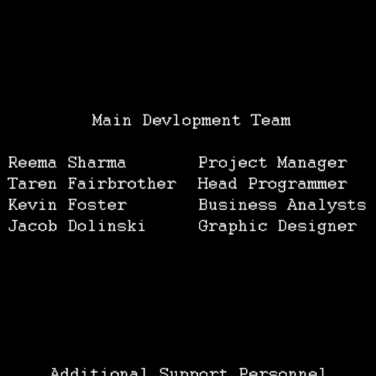 Main Devlopment Team
Reema Sharma Project Manager
Taren Fairbrother Head Programmer
Kevin Foster Business Analysts
Jacob Dolinski Graphic Designer
Additional Support Personnel